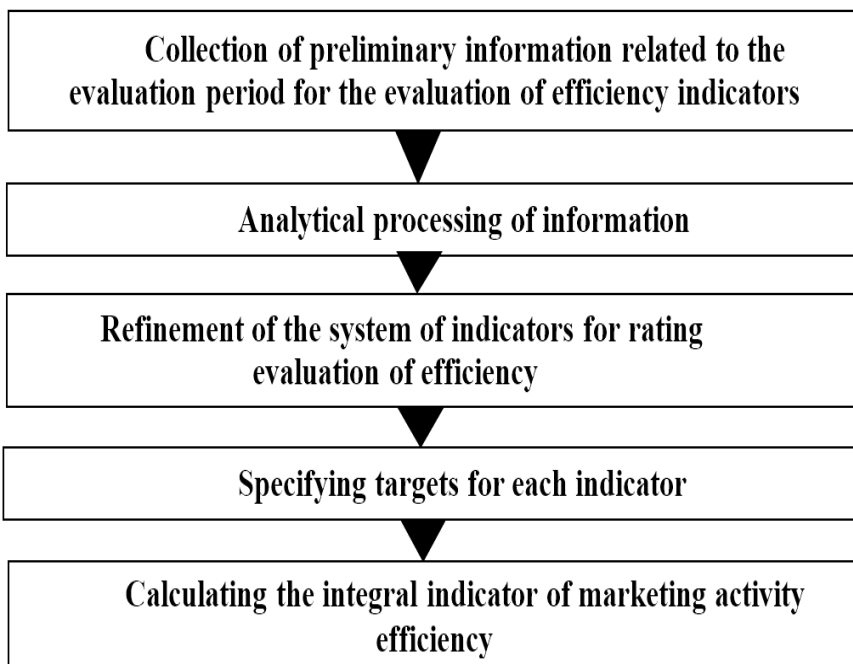 Collection of preliminary information related to the
evaluation period for the evaluation of efficiency indicators
Analytical processing of information
Refinement of the system of indicators for rating
evaluation of efficiency
Specifying targets for each indicator
Calculating the integral indicator of marketing activity
efficiency